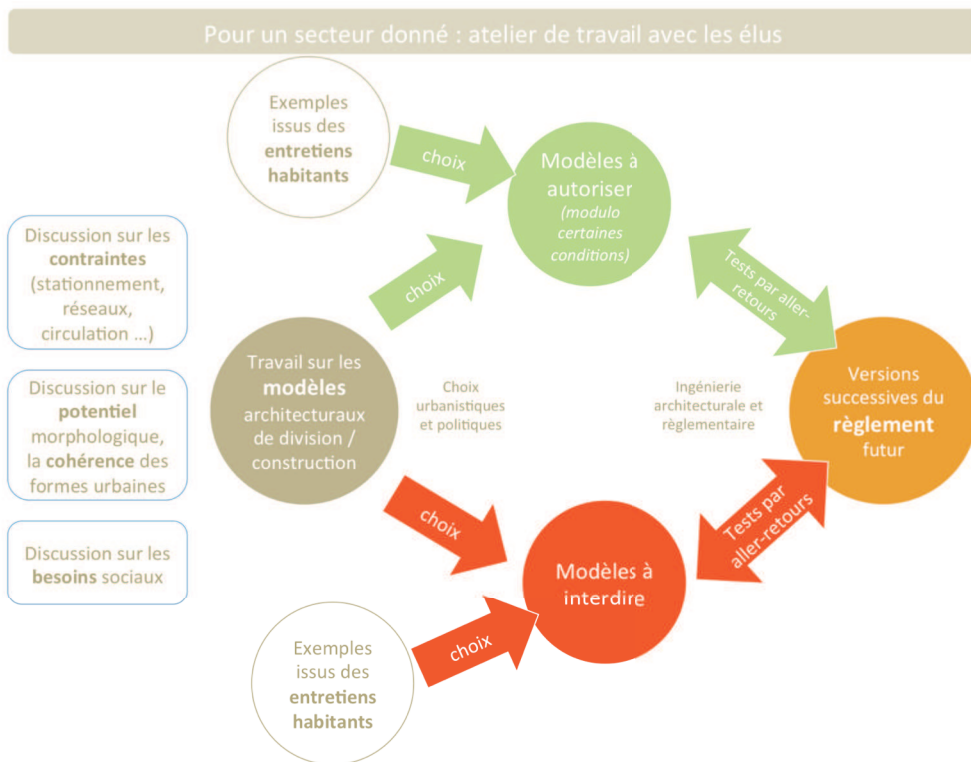 Pour un secteur donné : atelier de travail avec les élus
Exemples
issus des
entretiens
habitants
choix
Modèles à
autoriser
(modulo
certaines
conditions)
Discussion sur les
contraintes
(stationnement,
réseaux,
circulation ...)
choix
Tests par aller-
retours
Discussion sur le
potentiel
morphologique,
la cohérence des
formes urbaines
Travail sur les
modèles
architecturaux
de division /
construction
Choix
urbanistiques
et politiques
Ingénierie
architecturale et
règlementaire
Versions
successives du
règlement
futur
Discussion sur les
besoins sociaux
choix
Tests par
aller-retours
Modèles à
interdire
Exemples
issus des
entretiens
habitants
choix